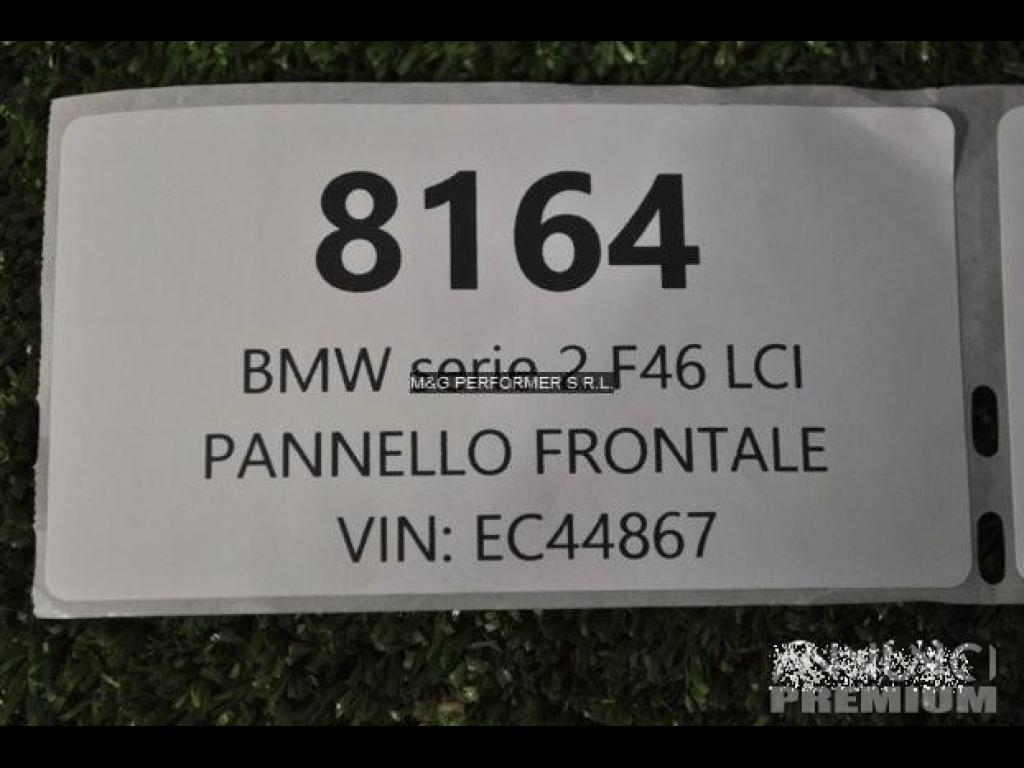 8164
BMW serie 2 F46 LCI
M&G PERFORMER S.R.L.
PANNELLO FRONTALE
VIN: EC44867
PREMIUM